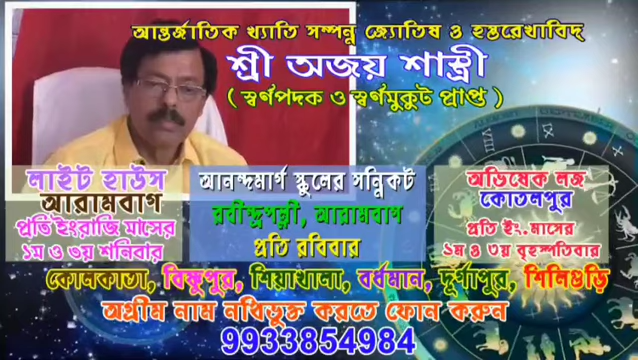 আন্তর্জাতিক খ্যাতি সম্পন্ন জ্যোতিষ ও হস্তরেখাবিদ্
শ্রী অজয় শাস্ত্রী
( স্বর্ণপদক ও স্বর্ণমুকুট প্রাপ্ত )
লাইট হাউস
আরামবাগ
প্রতি ইংরাজি মাসের
১ম ও ৩য় শনিবার
আনন্দমার্গ স্কুলের সন্নিকট
রবীন্দ্রপল্লী, আরামবাগ
প্রতি রবিবার
অভিষেক লজ
কোতলপুর
প্রতি ইং.মাসের
১ম ও ৩য় বৃহস্পতিবার
কোলকাতা, বিষ্ণুপুর, শিয়াখালা, বর্ধমান, দুর্গাপুর, শিলিগুড়ি
অগ্রীম নাম নথিভুক্ত করতে ফোন করুন
9933854984